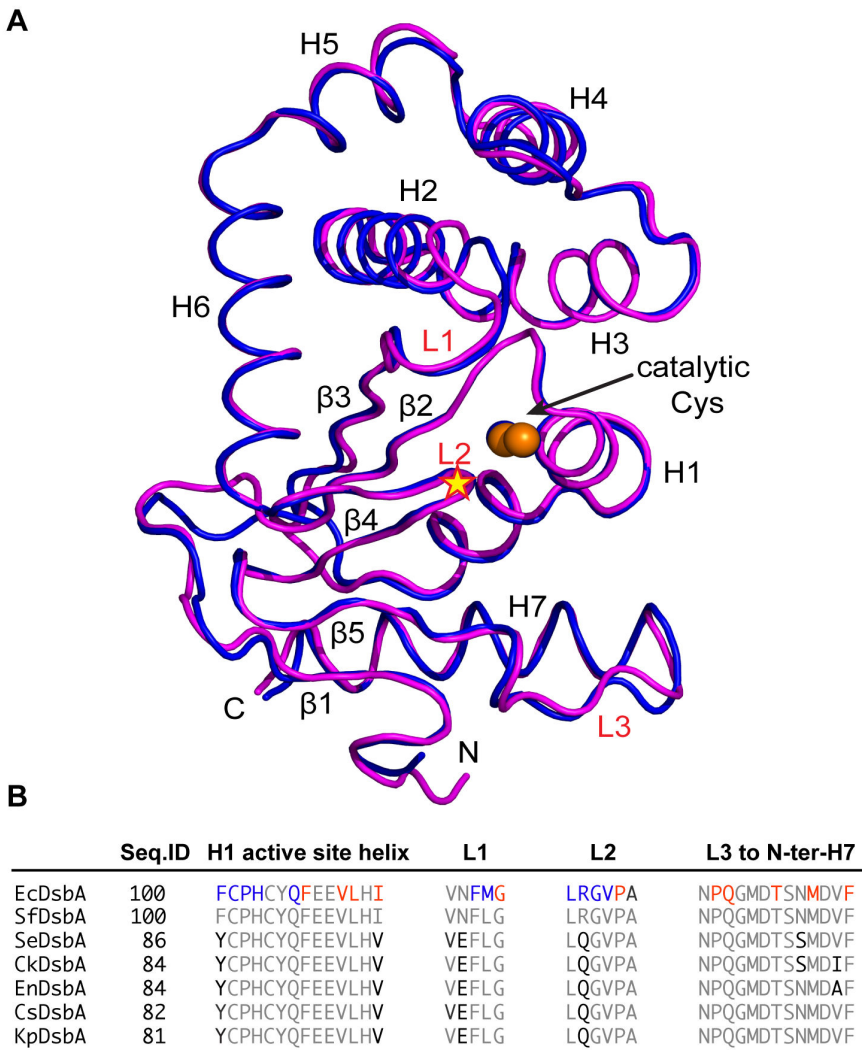 A
H5
H4
H2
H6
L1
H3
β3
β2
catalytic
Cys
L2
H1
β4
H7
β5
C
β1
L3
N
B
Seq.ID H1 active site helix L1 L2 L3 to N-ter-H7
EcDsbA 100 FCPHCYQFEEVLHI VNFMG LRGVPA NPQGMDTSNMDVF
SfDsbA 100 FCPHCYQFEEVLHI VNFLG LRGVPA NPQGMDTSNMDVF
SeDsbA 86 YCPHCYQFEEVLHV VEFLG LQGVPA NPQGMDTSSMDVF
CkDsbA 84 YCPHCYQFEEVLHV VEFLG LQGVPA NPQGMDTSSMDIF
EnDsbA 84 YCPHCYQFEEVLHV VEFLG LQGVPA NPQGMDTSNMDAF
CsDsbA 82 YCPHCYQFEEVLHV VEFLG LQGVPA NPQGMDTSNMDVF
KpDsbA 81 YCPHCYQFEEVLHV VEFLG LQGVPA NPQGMDTSNMDVF